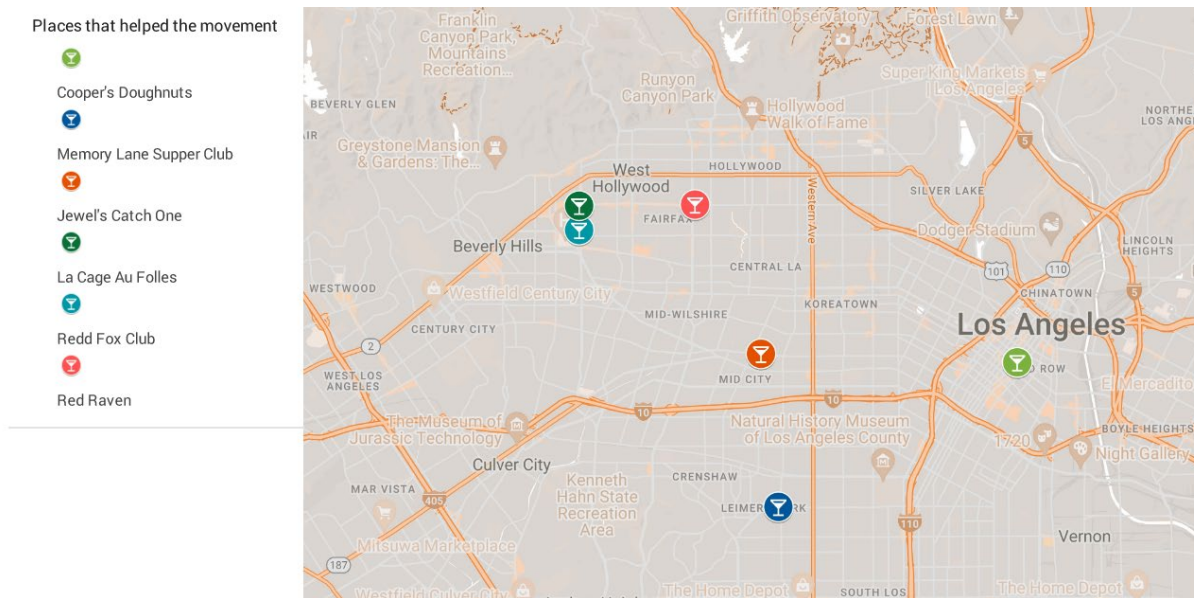 Places that helped the movement
Cooper's Doughnuts
Memory Lane Supper Club
Jewel's Catch One
La Cage Au Folles
Redd Fox Club
Red Raven
Franklin
Canyon Park,
Mountains
Recreation...
Griffith Observatory
Forest Lawn
Super King Markets
Los Angeles
Runyon
Canyon Park
BEVERLY GLEN
Hollywood
Walk of Fame
NORTHE
LOS ANG
AIR
Greystone Mansion
& Gardens: The...
5
West
Hollywood
HOLLYWOOD
Western Ave
SILVER LAKE
FAIRFAX
Dodger Stadium
Beverly Hills
LINCOLN
HEIGHTS
CENTRAL LA
101
110
WESTWOOD
Westfield Century City
CHINATOWN
5
KOREATOWN
MID-WILSHIRE
CENTURY CITY
Los Angeles
2
WEST LOS
ANGELES
MID CITY
D ROW
El Mercadito
10
10
The Museum of
Jurassic Technology
Natural History Museum
of Los Angeles County
BOYLE HEIGHTS
1720
Night Gallery
Culver City
CRENSHAW
Kenneth
Hahn State
Recreation
Area
MAR VISTA
405
LEIMER
RK
110
Vernon
Mitsuwa Marketplace
187
Westfield Culver City
The Home Depot
SOUTH LOS
The Home Depot